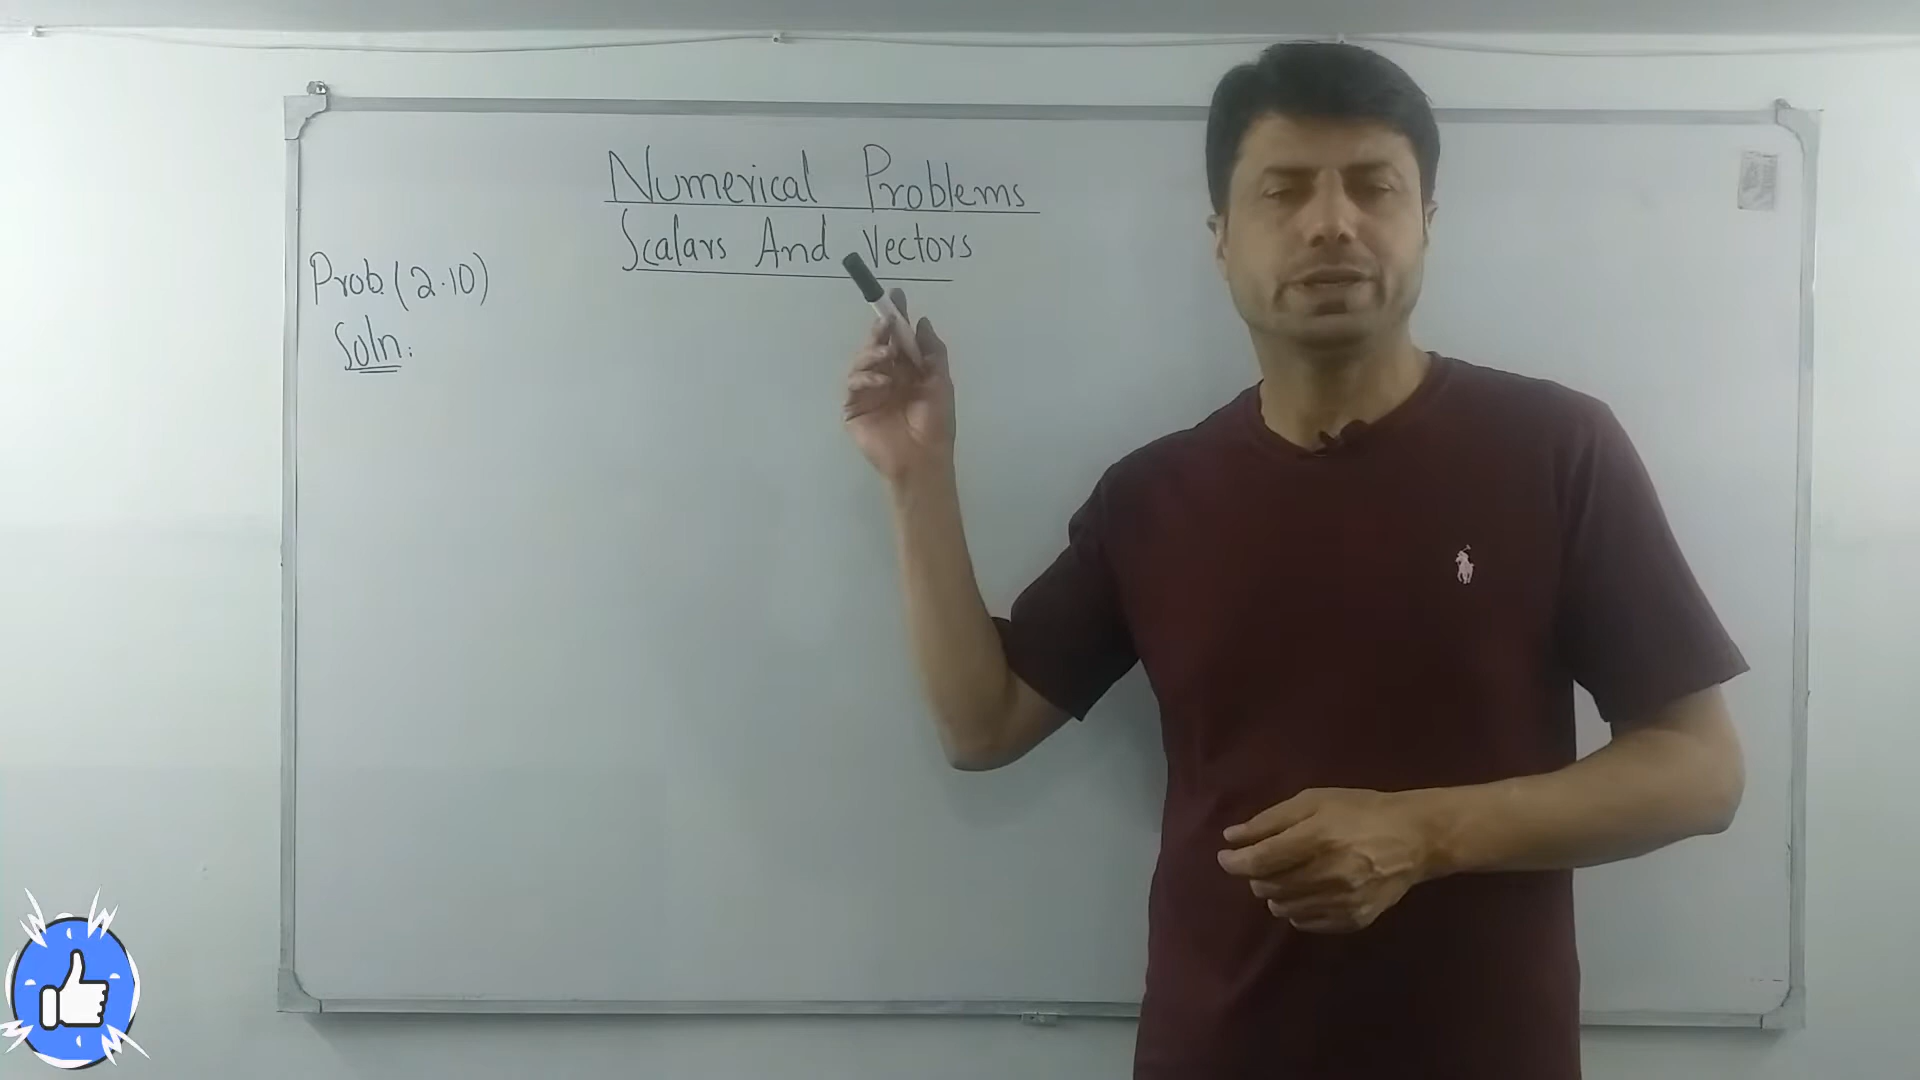 Numerical Problems
Scalars And Vectors
Prob. (2.10)
Soln: